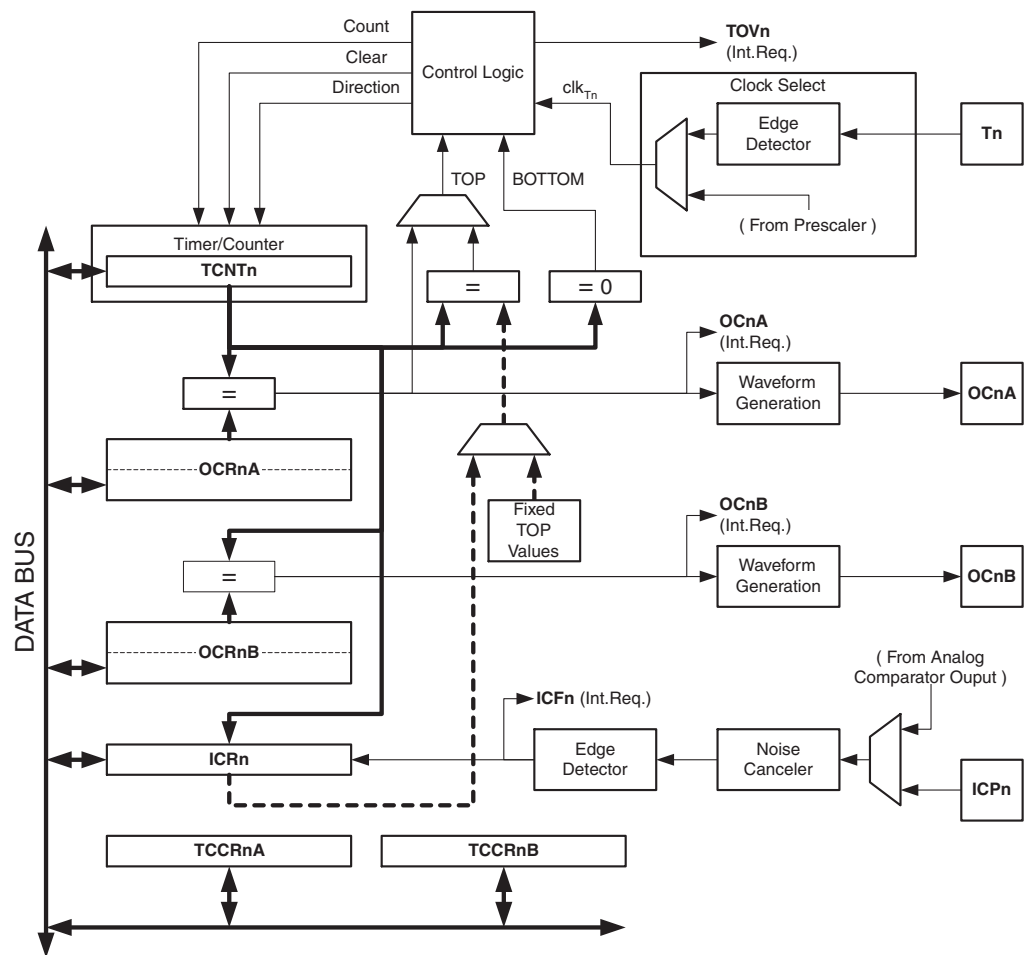 Count
Clear
Direction
Control Logic
TOVn
(Int.Req.)
clkTn
Clock Select
Edge
Detector
Tn
( From Prescaler )
TOP
BOTTOM
Timer/Counter
TCNTn
=
= 0
OCnA
(Int.Req.)
=
Waveform
Generation
OCnA
OCRnA
Fixed
TOP
Values
OCnB
(Int.Req.)
=
Waveform
Generation
OCnB
OCRnB
DATA BUS
( From Analog
Comparator Ouput )
ICFn (Int.Req.)
ICRn
Edge
Detector
Noise
Canceler
ICPn
TCCRnA
TCCRnB